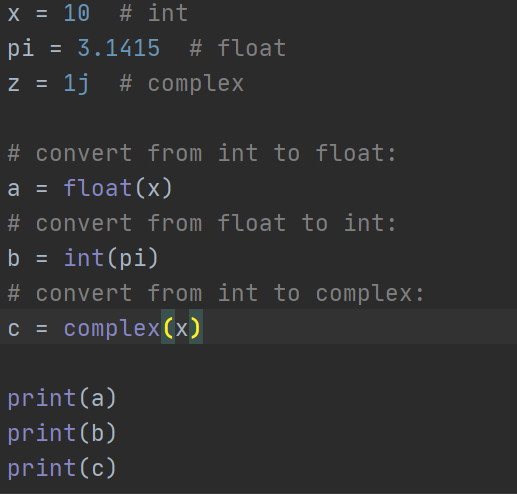 x = 10  # int
pi = 3.1415  # float
z = 1j  # complex

# convert from int to float:
a = float(x)
# convert from float to int:
b = int(pi)
# convert from int to complex:
c = complex(x)

print(a)
print(b)
print(c)